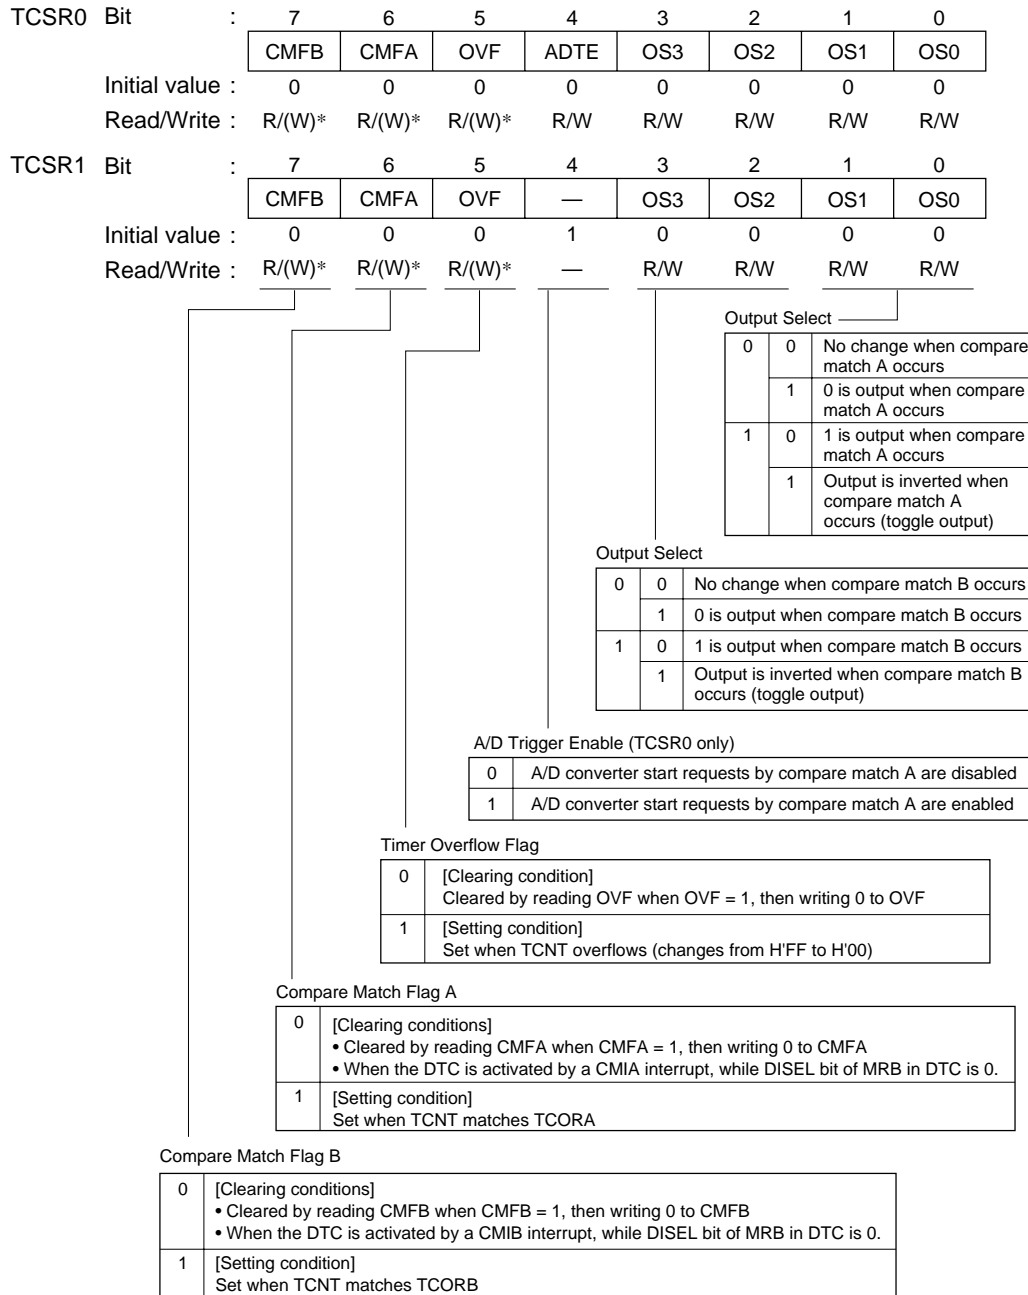 TCSR0 Bit : 7 6 5 4 3 2 1 0
CMFB CMFA OVF ADTE OS3 OS2 OS1 OS0
Initial value : 0 0 0 0 0 0 0 0
Read/Write : R/(W)* R/(W)* R/(W)* R/W R/W R/W R/W R/W
TCSR1 Bit : 7 6 5 4 3 2 1 0
CMFB CMFA OVF — OS3 OS2 OS1 OS0
Initial value : 0 0 0 1 0 0 0 0
Read/Write : R/(W)* R/(W)* R/(W)* — R/W R/W R/W R/W
Output Select
0 0 No change when compare
match A occurs
1 0 is output when compare
match A occurs
1 0 1 is output when compare
match A occurs
1 Output is inverted when
compare match A
occurs (toggle output)
Output Select
0 0 No change when compare match B occurs
1 0 is output when compare match B occurs
1 0 1 is output when compare match B occurs
1 Output is inverted when compare match B
occurs (toggle output)
A/D Trigger Enable (TCSR0 only)
0 A/D converter start requests by compare match A are disabled
1 A/D converter start requests by compare match A are enabled
Timer Overflow Flag
0 [Clearing condition]
Cleared by reading OVF when OVF = 1, then writing 0 to OVF
1 [Setting condition]
Set when TCNT overflows (changes from H'FF to H'00)
Compare Match Flag A
0 [Clearing conditions]
• Cleared by reading CMFA when CMFA = 1, then writing 0 to CMFA
• When the DTC is activated by a CMIA interrupt, while DISEL bit of MRB in DTC is 0.
1 [Setting condition]
Set when TCNT matches TCORA
Compare Match Flag B
0 [Clearing conditions]
• Cleared by reading CMFB when CMFB = 1, then writing 0 to CMFB
• When the DTC is activated by a CMIB interrupt, while DISEL bit of MRB in DTC is 0.
1 [Setting condition]
Set when TCNT matches TCORB